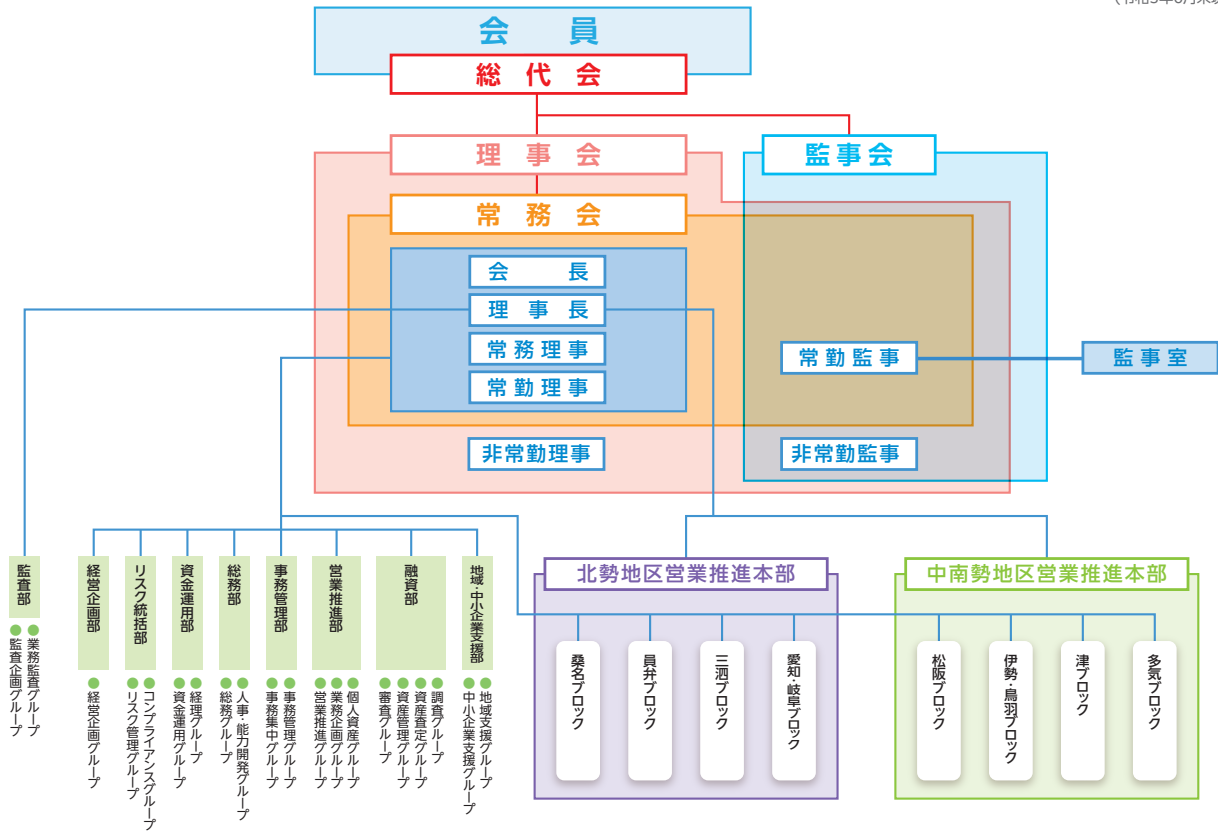 会員
総代会
理事会
監事会
常務会
会長
理事長
常務理事
常勤理事
常勤監事
監事室
非常勤理事
非常勤監事
監査部
業務監査グループ
監査企画グループ
経営企画部
経営企画グループ
リスク統括部
コンプライアンスグループ
リスク管理グループ
資金運用部
経理グループ
資金運用グループ
総務部
人事・能力開発グループ
総務グループ
事務管理部
事務管理グループ
事務集中グループ
営業推進部
個人資産グループ
業務企画グループ
営業推進グループ
融資部
調査グループ
資産査定グループ
資産管理グループ
審査グループ
地域・中小企業支援部
地域支援グループ
中小企業支援グループ
北勢地区営業推進本部
桑名ブロック
員弁ブロック
三泗ブロック
愛知・岐阜ブロック
中南勢地区営業推進本部
松阪ブロック
伊勢・鳥羽ブロック
津ブロック
多気ブロック